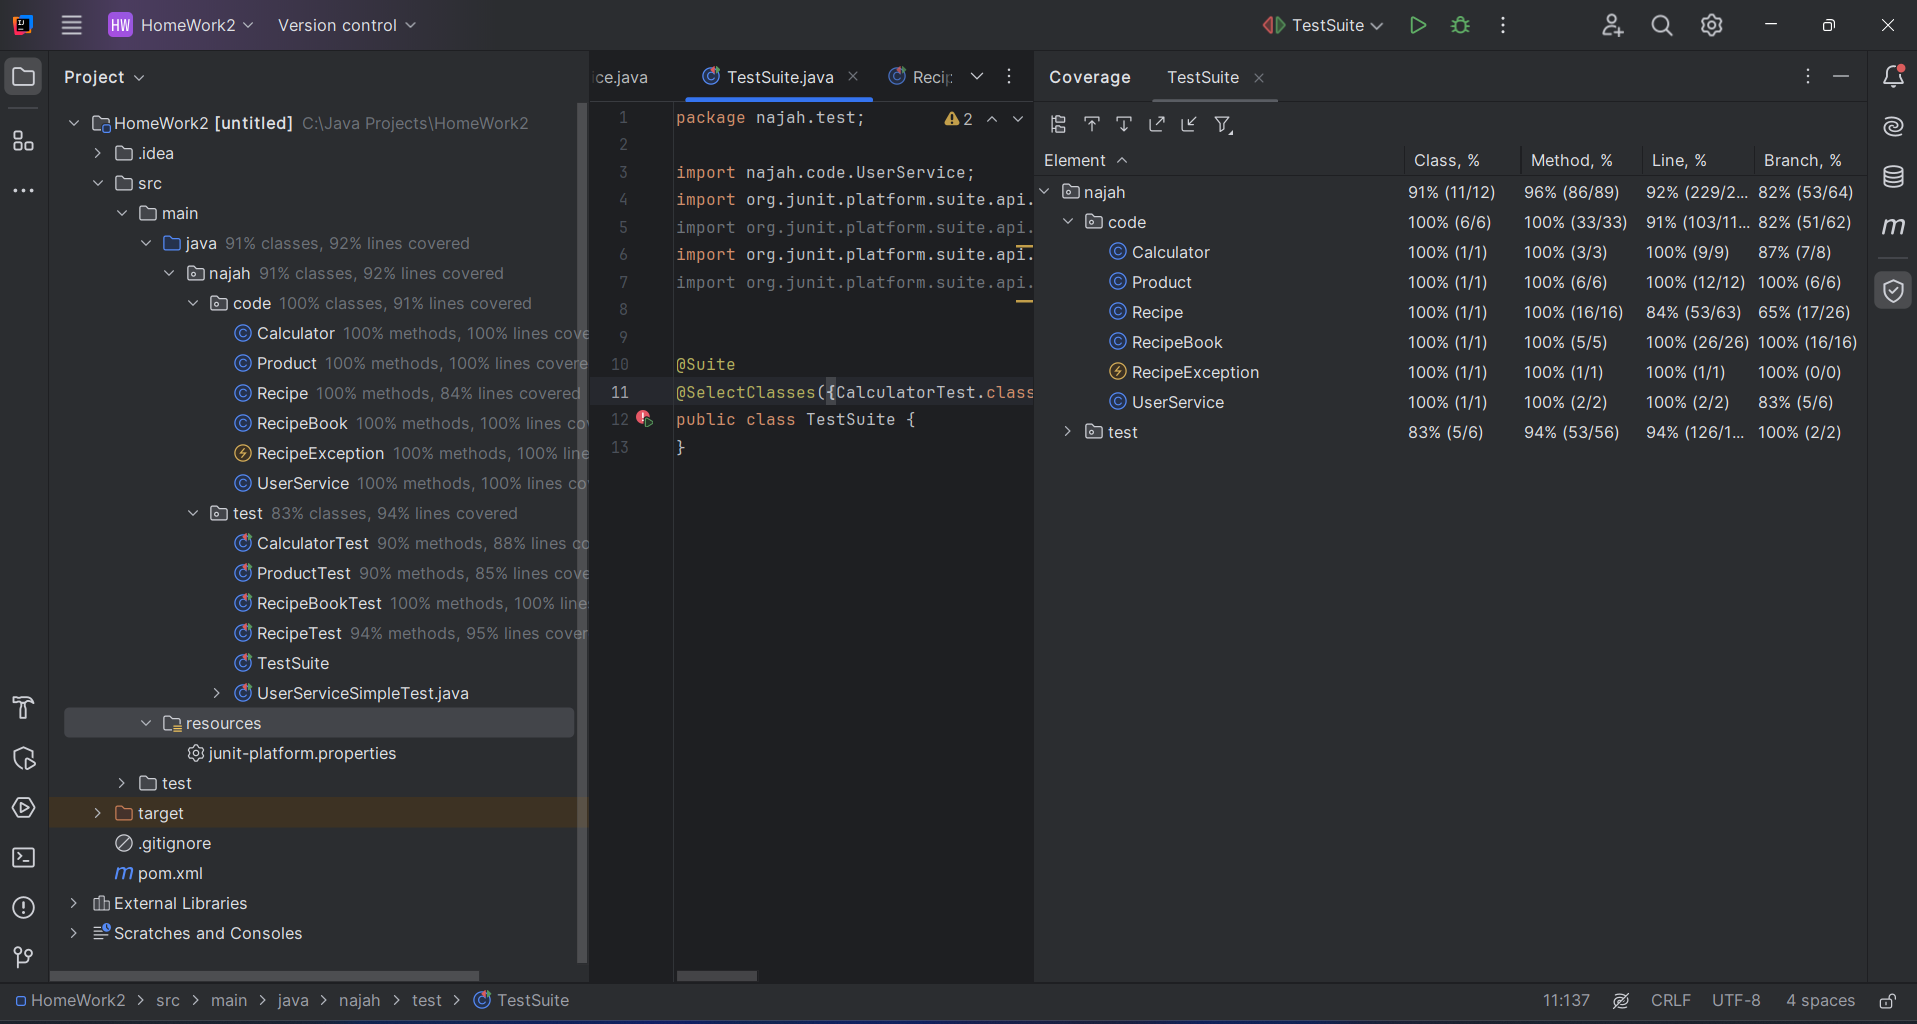 HW HomeWork2 Version control TestSuite
Project
HomeWork2 [untitled] C:\Java Projects\HomeWork2
.idea
src
main
java 91% classes, 92% lines covered
najah 91% classes, 92% lines covered
code 100% classes, 91% lines covered
Calculator 100% methods, 100% lines cove
Product 100% methods, 100% lines covere
Recipe 100% methods, 84% lines covered
RecipeBook 100% methods, 100% lines co
RecipeException 100% methods, 100% line
UserService 100% methods, 100% lines co
test 83% classes, 94% lines covered
CalculatorTest 90% methods, 88% lines co
ProductTest 90% methods, 85% lines cove
RecipeBookTest 100% methods, 100% line
RecipeTest 94% methods, 95% lines cover
TestSuite
UserServiceSimpleTest.java
resources
junit-platform.properties
test
target
.gitignore
pom.xml
External Libraries
Scratches and Consoles
ice.java TestSuite.java Recip
2
1 package najah.test;
2
3 import najah.code.UserService;
4 import org.junit.platform.suite.api.
5 import org.junit.platform.suite.api.
6 import org.junit.platform.suite.api.
7 import org.junit.platform.suite.api.
8
9
10 @Suite
11 @SelectClasses({CalculatorTest.class
12 public class TestSuite {
13 }
Coverage TestSuite
Element Class, % Method, % Line, % Branch, %
najah 91% (11/12) 96% (86/89) 92% (229/2... 82% (53/64)
code 100% (6/6) 100% (33/33) 91% (103/11... 82% (51/62)
Calculator 100% (1/1) 100% (3/3) 100% (9/9) 87% (7/8)
Product 100% (1/1) 100% (6/6) 100% (12/12) 100% (6/6)
Recipe 100% (1/1) 100% (16/16) 84% (53/63) 65% (17/26)
RecipeBook 100% (1/1) 100% (5/5) 100% (26/26) 100% (16/16)
RecipeException 100% (1/1) 100% (1/1) 100% (1/1) 100% (0/0)
UserService 100% (1/1) 100% (2/2) 100% (2/2) 83% (5/6)
test 83% (5/6) 94% (53/56) 94% (126/1... 100% (2/2)
HomeWork2 > src > main > java > najah > test > TestSuite
11:137 CRLF UTF-8 4 spaces